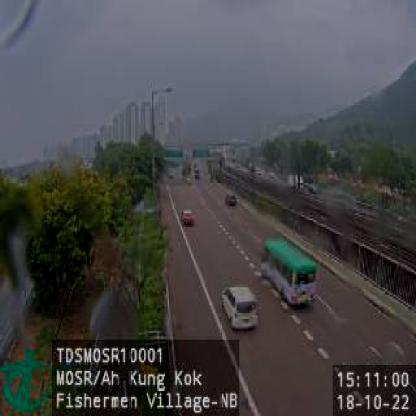 TDSMOSR10001
MOSR/Ah Kung Kok
Fishermen Village-NB
15:11:00
18-10-22